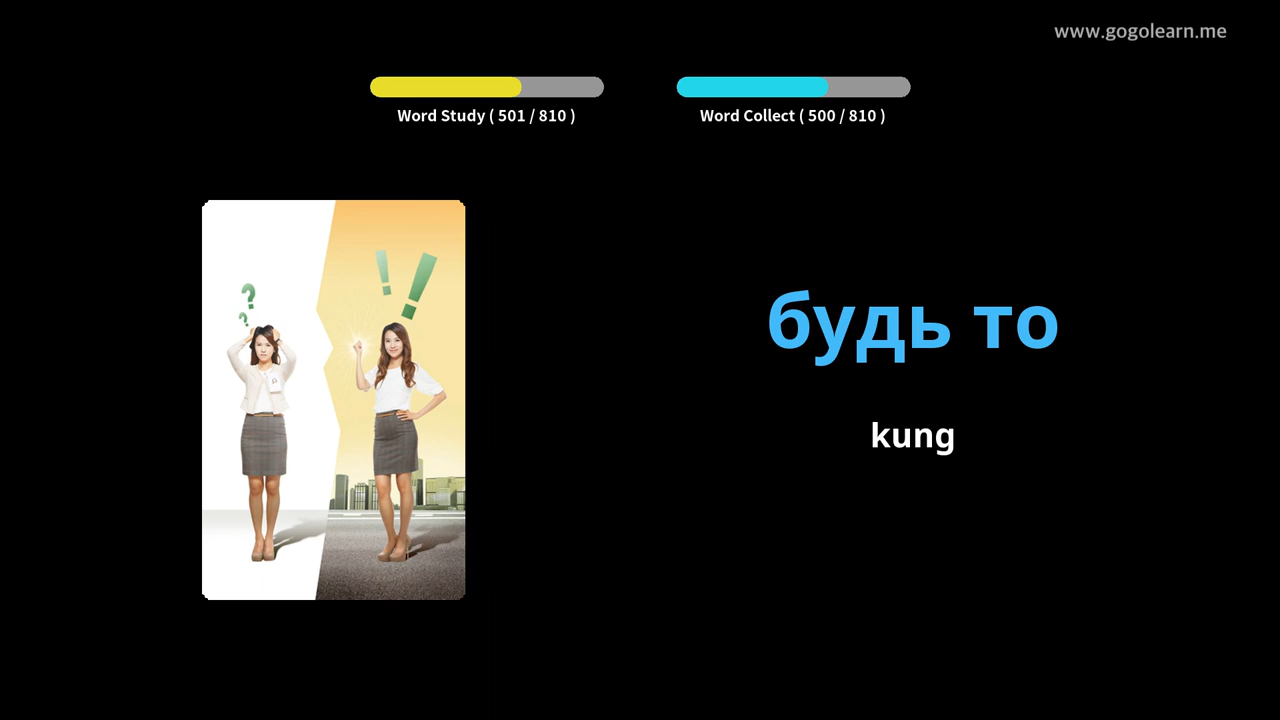 www.gogolearn.me
Word Study ( 501 / 810 )
Word Collect ( 500 / 810 )
? ?
! !
будь то
kung